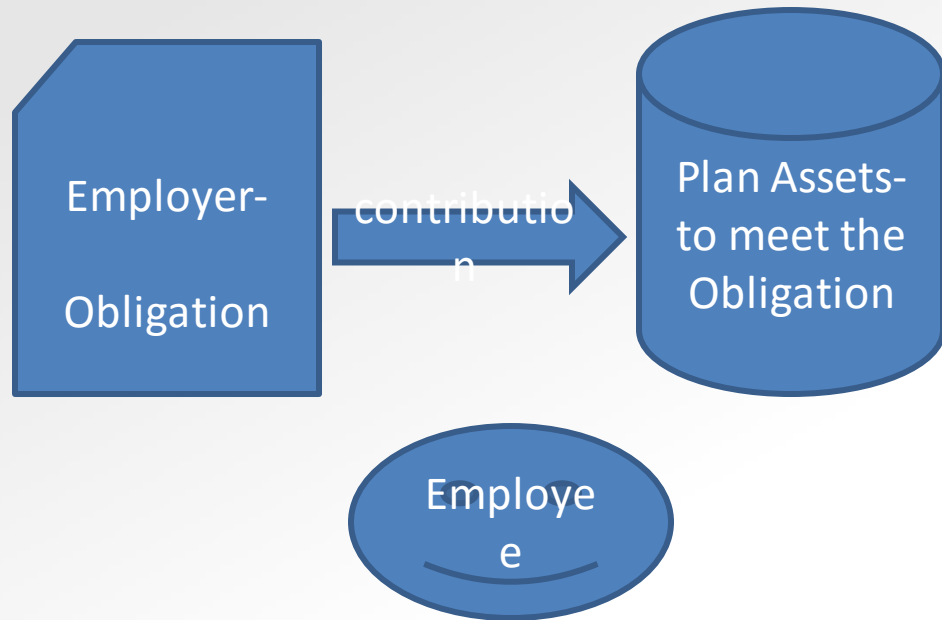 Employer-
Obligation
contributio
n
Plan Assets-
to meet the
Obligation
Employe
e